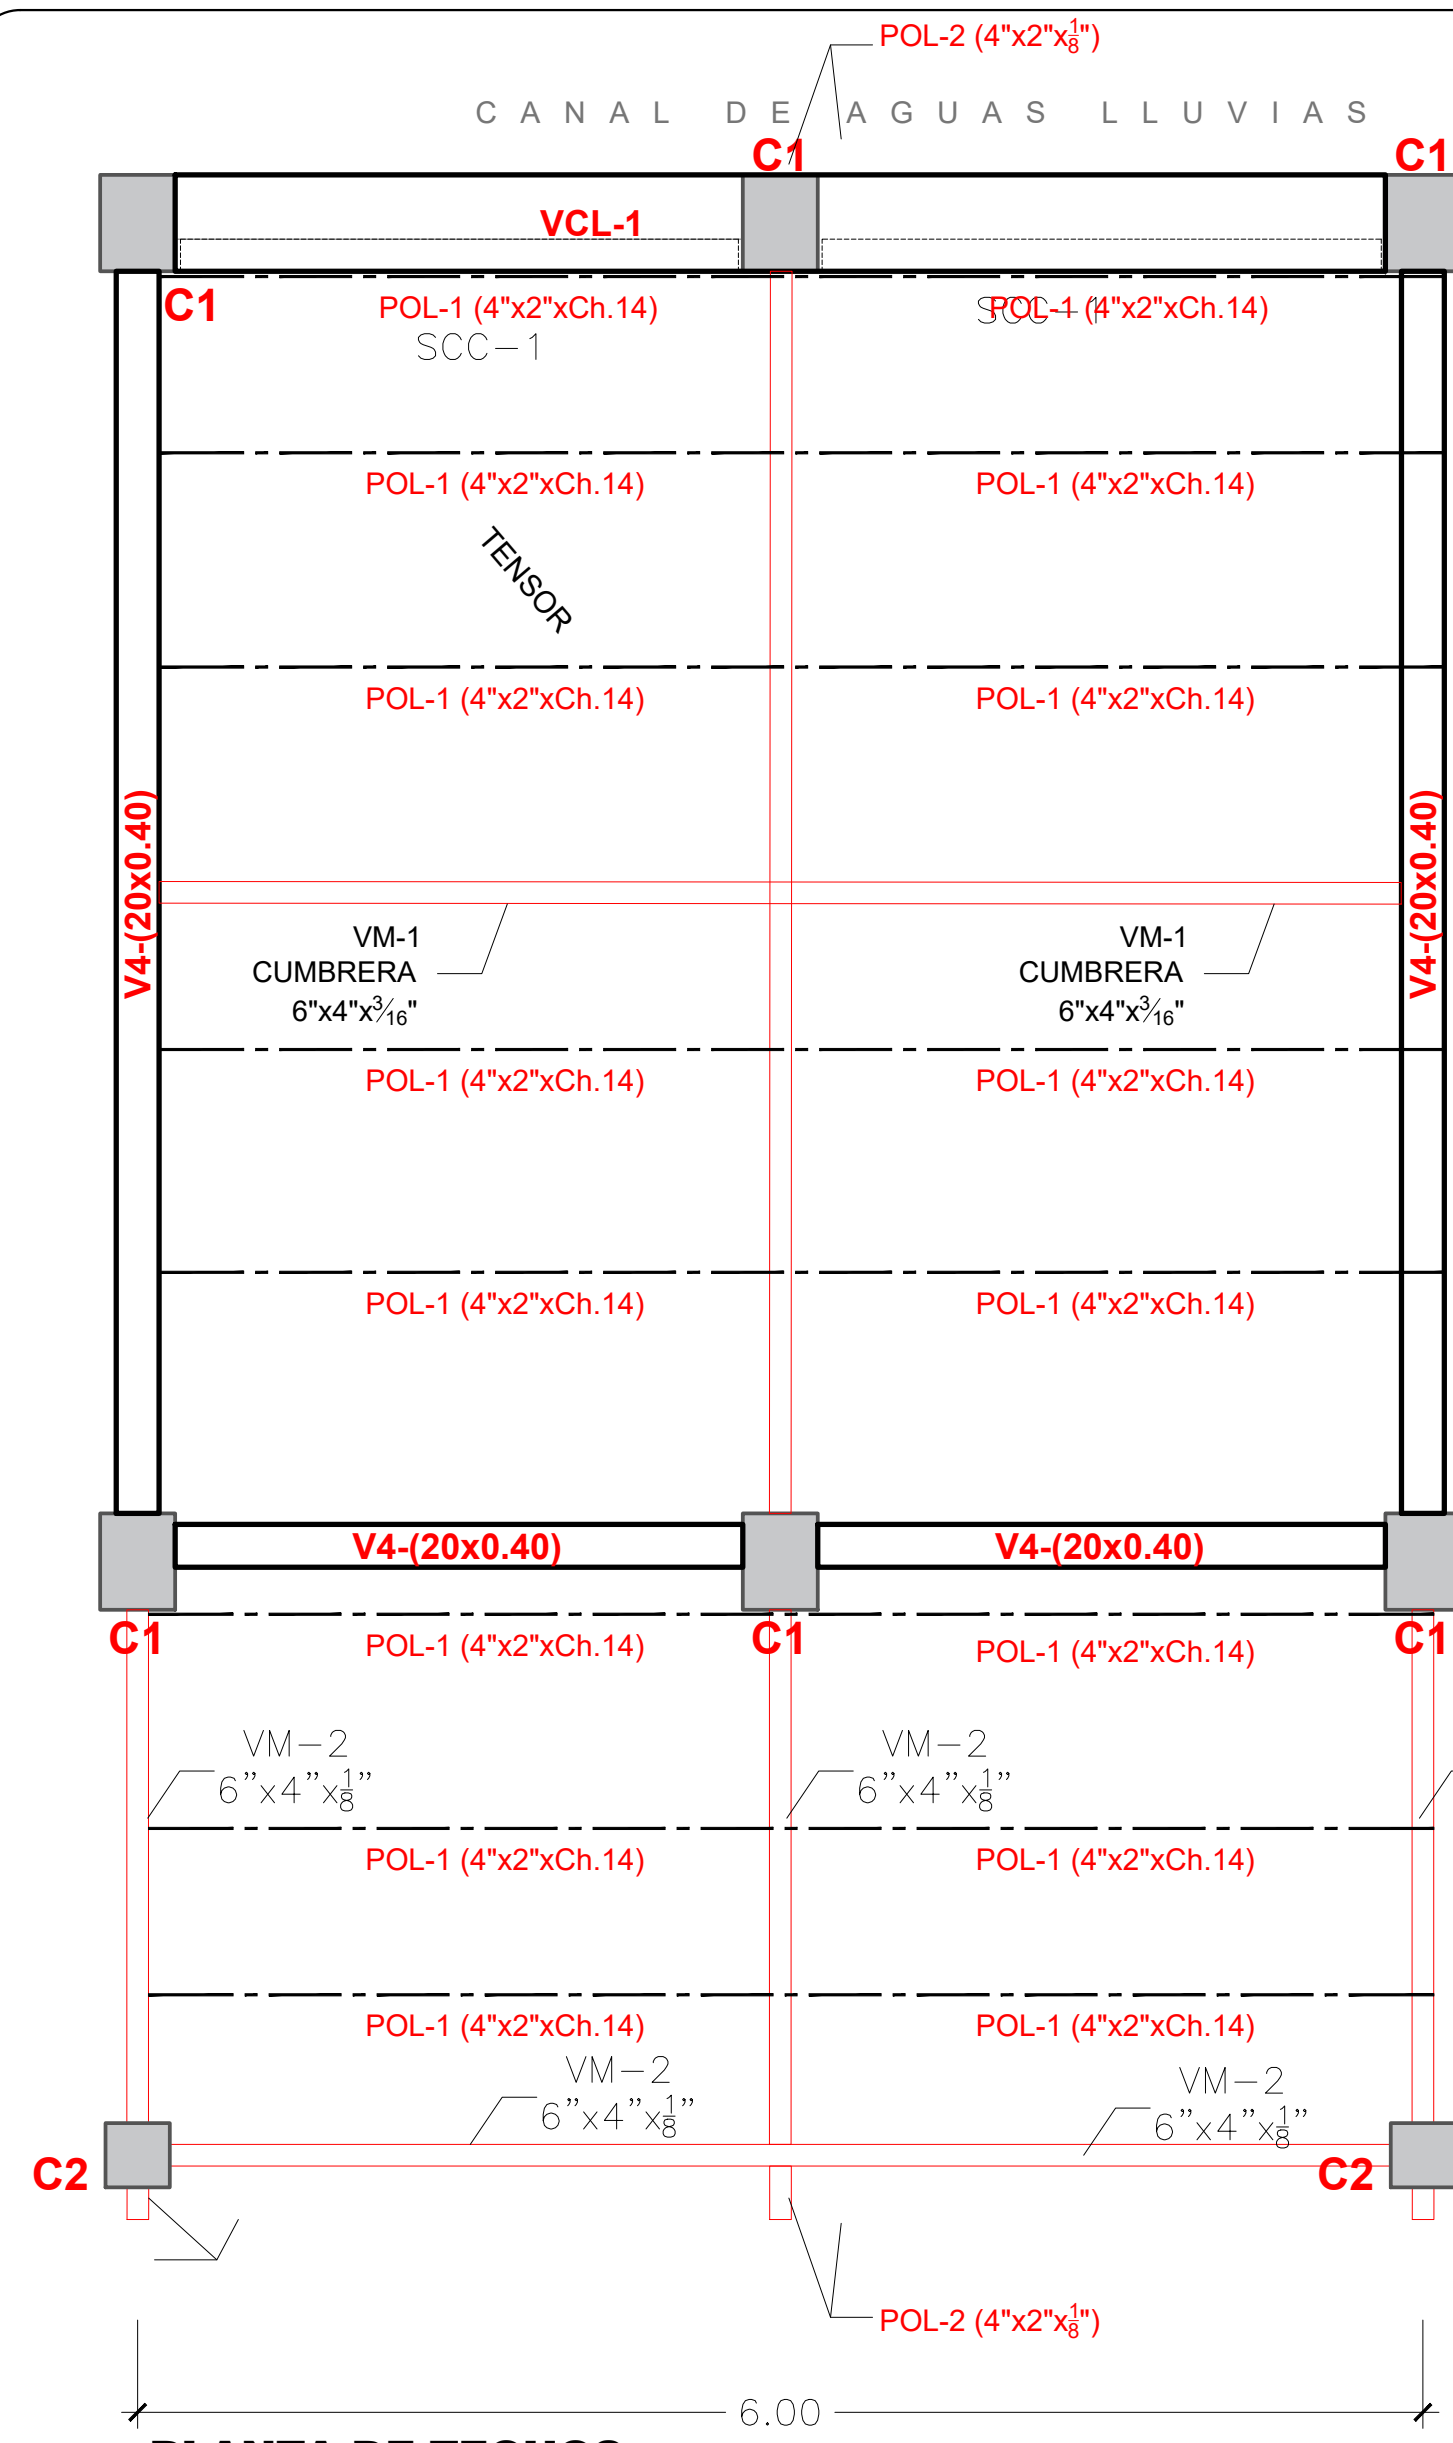 POL-2 (4"x2"x1/8")
CANAL DE AGUAS LLUVIAS
C1
C1
VCL-1
C1
POL-1 (4"x2"xCh.14)
SCC-1
POL-1 (4"x2"xCh.14)
SCC-1
POL-1 (4"x2"xCh.14)
POL-1 (4"x2"xCh.14)
TENSOR
POL-1 (4"x2"xCh.14)
POL-1 (4"x2"xCh.14)
V4-(20x0.40)
V4-(20x0.40)
VM-1
CUMBRERA
6"x4"x3/16"
VM-1
CUMBRERA
6"x4"x3/16"
POL-1 (4"x2"xCh.14)
POL-1 (4"x2"xCh.14)
POL-1 (4"x2"xCh.14)
POL-1 (4"x2"xCh.14)
V4-(20x0.40)
V4-(20x0.40)
C1
POL-1 (4"x2"xCh.14)
C1
POL-1 (4"x2"xCh.14)
C1
VM-2
6"x4"x1/8"
VM-2
6"x4"x1/8"
POL-1 (4"x2"xCh.14)
POL-1 (4"x2"xCh.14)
POL-1 (4"x2"xCh.14)
POL-1 (4"x2"xCh.14)
VM-2
6"x4"x1/8"
VM-2
6"x4"x1/8"
C2
C2
POL-2 (4"x2"x1/8")
6.00